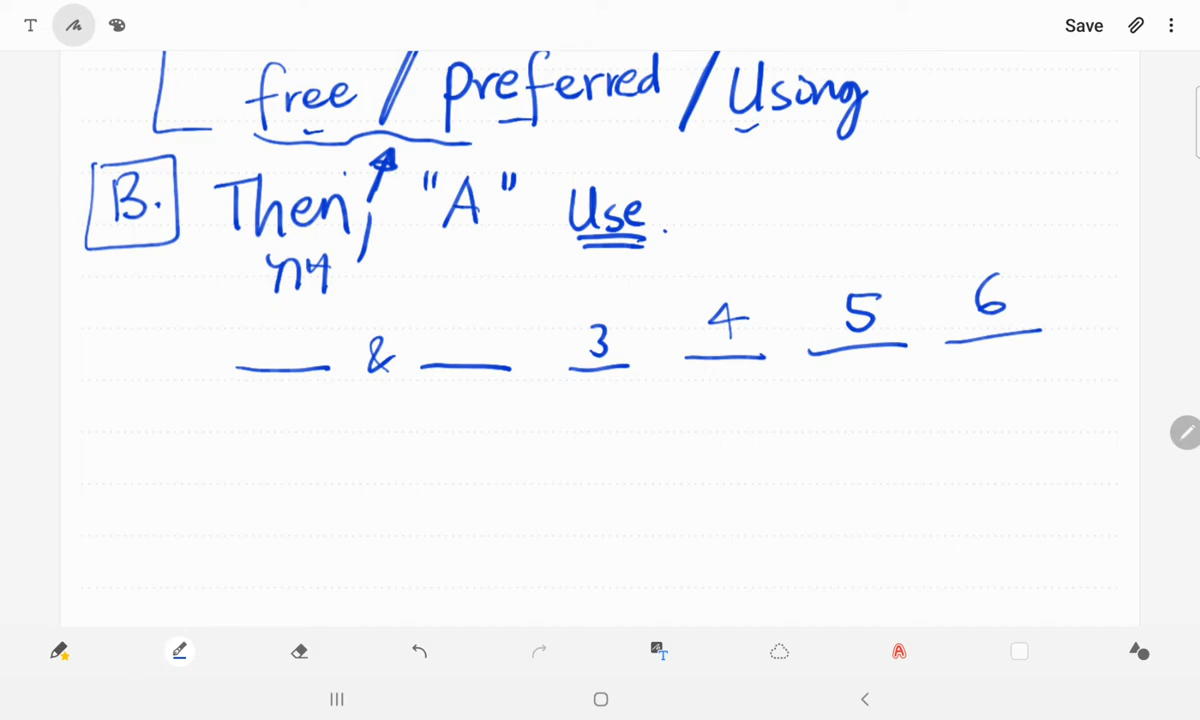 T Save
free / preferred / Using
B. Then, "A" Use.
& 3 4 5 6
T A